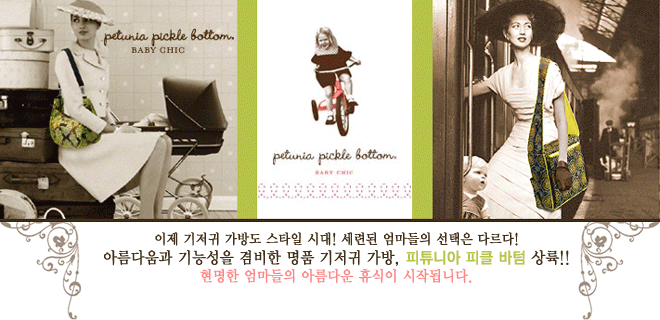 petunia pickle bottom.
BABY CHIC
petunia pickle bottom.
BABY CHIC
이제 기저귀 가방도 스타일 시대! 세련된 엄마들의 선택은 다르다!
아름다움과 기능성을 겸비한 명품 기저귀 가방, 피튜니아 피클 바텀 상륙!!
현명한 엄마들의 아름다운 휴식이 시작됩니다.